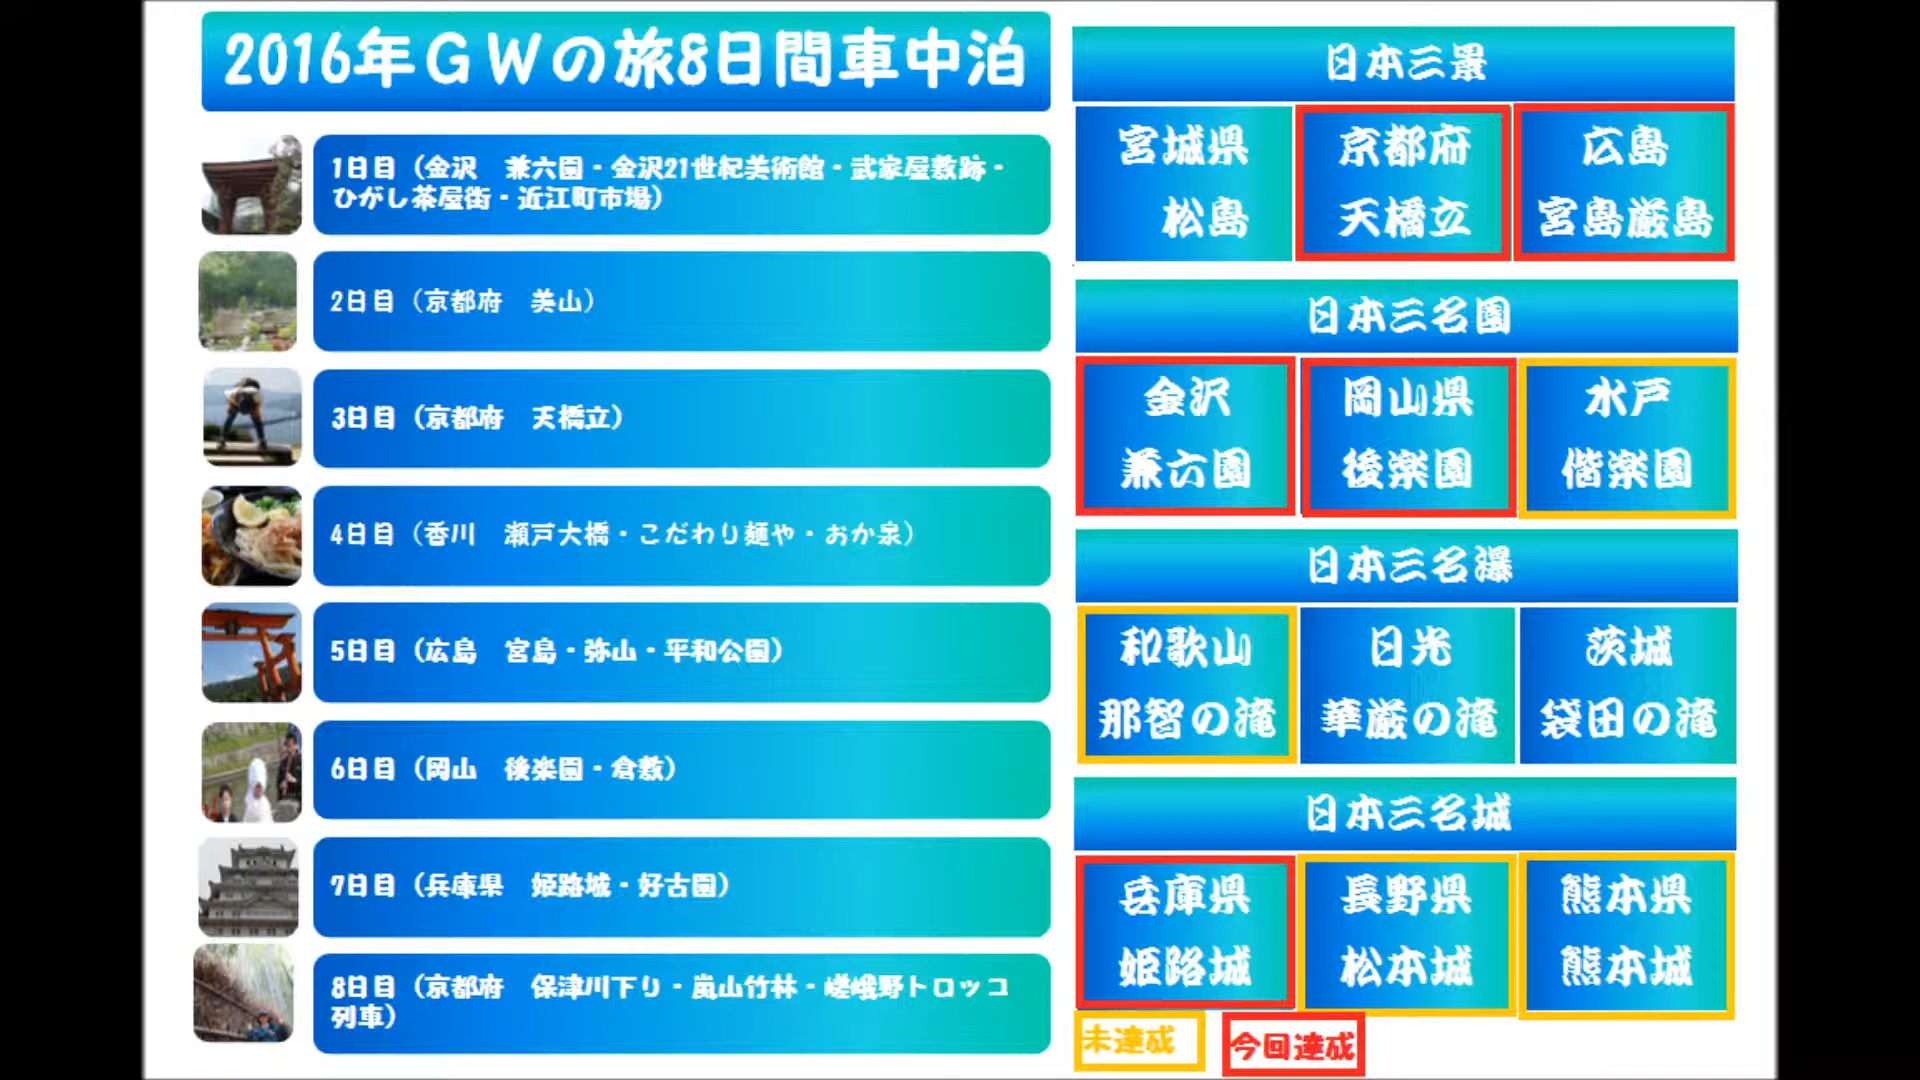 2016年ＧＷの旅8日間車中泊
1日目（金沢　兼六園・金沢21世紀美術館・武家屋敷跡・
ひがし茶屋街・近江町市場）
2日目（京都府　美山）
3日目（京都府　天橋立）
4日目（香川　瀬戸大橋・こだわり麺や・おか泉）
5日目（広島　宮島・弥山・平和公園）
6日目（岡山　後楽園・倉敷）
7日目（兵庫県　姫路城・好古園）
8日目（京都府　保津川下り・嵐山竹林・嵯峨野トロッコ
列車）
日本三景
宮城県
松島
京都府
天橋立
広島
宮島厳島
日本三名園
金沢
兼六園
岡山県
後楽園
水戸
偕楽園
日本三名瀑
和歌山
那智の滝
日光
華厳の滝
茨城
袋田の滝
日本三名城
兵庫県
姫路城
長野県
松本城
熊本県
熊本城
未達成
今回達成